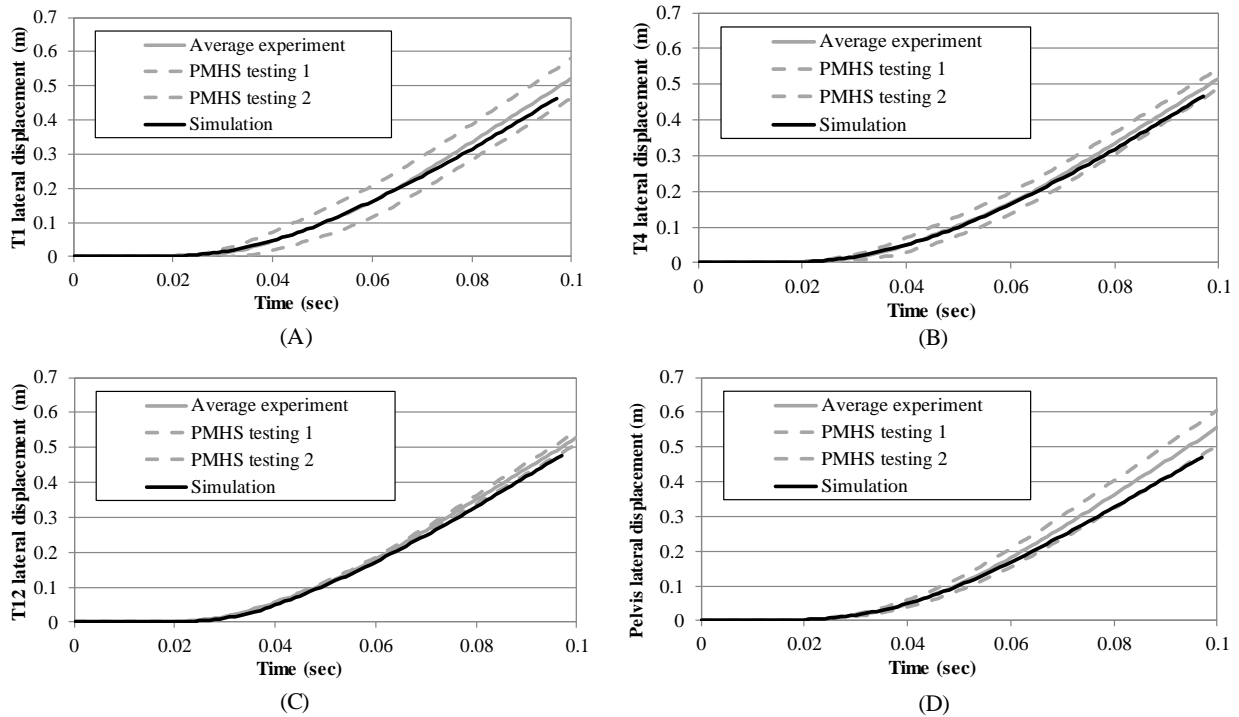 T1 lateral displacement (m)
0.7
0.6
0.5
0.4
0.3
0.2
0.1
0
Average experiment
PMHS testing 1
PMHS testing 2
Simulation
0 0.02 0.04 0.06 0.08 0.1
Time (sec)
(A)
T4 lateral displacement (m)
0.7
0.6
0.5
0.4
0.3
0.2
0.1
0
Average experiment
PMHS testing 1
PMHS testing 2
Simulation
0 0.02 0.04 0.06 0.08 0.1
Time (sec)
(B)
T12 lateral displacement (m)
0.7
0.6
0.5
0.4
0.3
0.2
0.1
0
Average experiment
PMHS testing 1
PMHS testing 2
Simulation
0 0.02 0.04 0.06 0.08 0.1
Time (sec)
(C)
Pelvis lateral displacement (m)
0.7
0.6
0.5
0.4
0.3
0.2
0.1
0
Average experiment
PMHS testing 1
PMHS testing 2
Simulation
0 0.02 0.04 0.06 0.08 0.1
Time (sec)
(D)